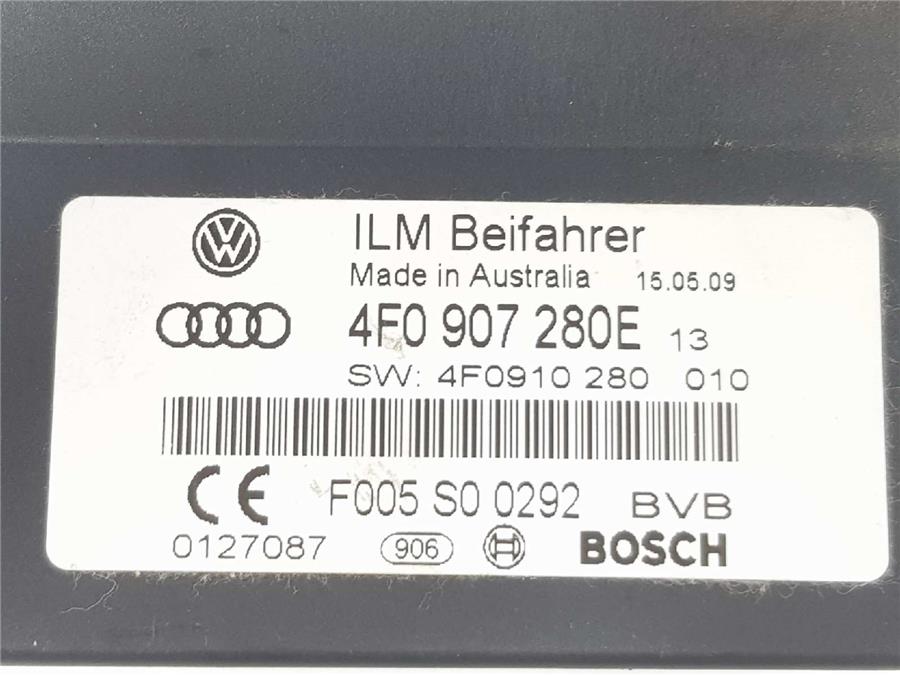 ILM Beifahrer
Made in Australia 15.05.09
4F0 907 280E 13
SW: 4F0910 280 010
CE F005 S0 0292 BVB
0127087 906 BOSCH